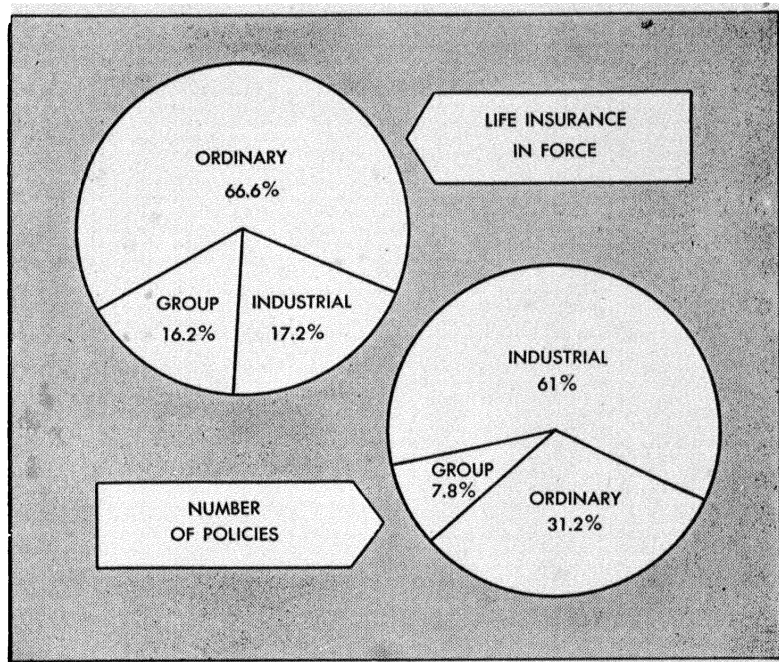 ORDINARY
66.6%
GROUP
16.2%
INDUSTRIAL
17.2%
LIFE INSURANCE
IN FORCE
INDUSTRIAL
61%
GROUP
7.8%
ORDINARY
31.2%
NUMBER
OF POLICIES